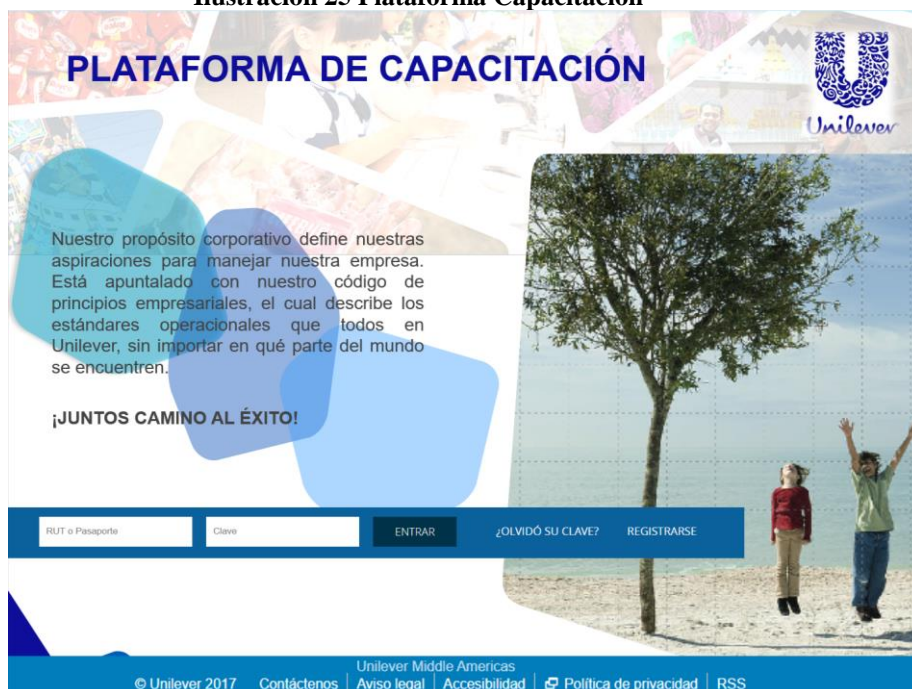 Ilustración 25 Plataforma Capacitación
PLATAFORMA DE CAPACITACIÓN
Unilever
Nuestro propósito corporativo define nuestras
aspiraciones para manejar nuestra empresa.
Está apuntalado con nuestro código de
principios empresariales, el cual describe los
estándares operacionales que todos en
Unilever, sin importar en qué parte del mundo
se encuentren.
¡JUNTOS CAMINO AL ÉXITO!
RUT o Pasaporte Clave ENTRAR ¿OLVIDÓ SU CLAVE? REGISTRARSE
Unilever Middle Americas
© Unilever 2017 Contáctenos | Aviso legal | Accesibilidad | Política de privacidad | RSS